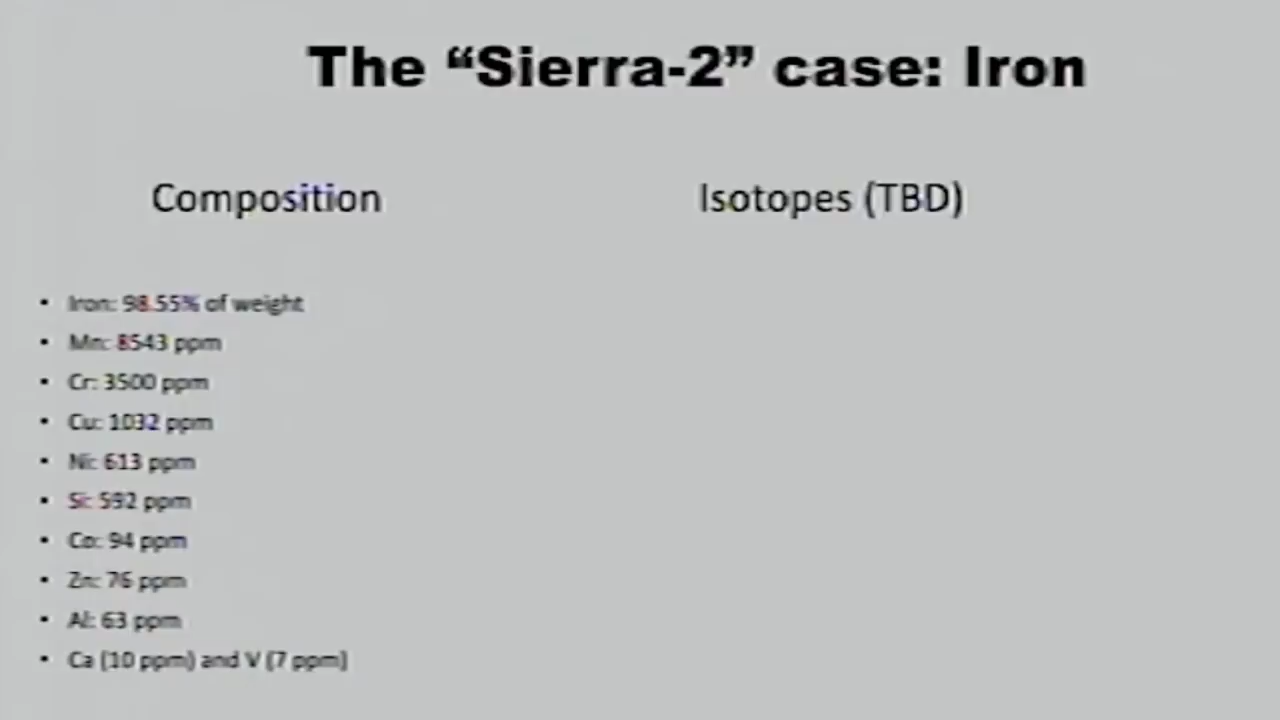 The “Sierra-2” case: Iron
Composition
Isotopes (TBD)
• Iron: 98.55% of weight
• Mn: 8543 ppm
• Cr: 3500 ppm
• Cu: 1032 ppm
• Ni: 613 ppm
• Si: 592 ppm
• Co: 94 ppm
• Zn: 76 ppm
• Al: 63 ppm
• Ca (10 ppm) and V (7 ppm)